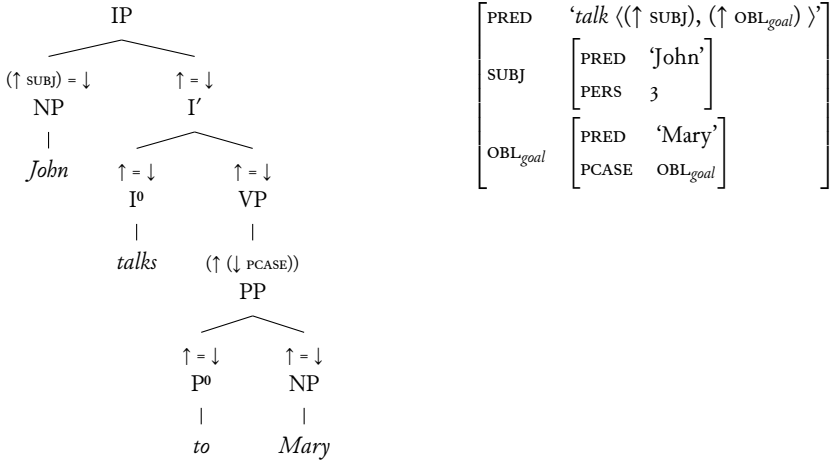 IP
(↑ SUBJ) = ↓ ↑ = ↓
NP I′
John ↑ = ↓ ↑ = ↓
I⁰ VP
talks (↑ (↓ PCASE))
PP
↑ = ↓ ↑ = ↓
P⁰ NP
to Mary
PRED ‘talk ⟨(↑ SUBJ), (↑ OBL_goal) ⟩’
SUBJ PRED ‘John’
PERS 3
OBL_goal PRED ‘Mary’
PCASE OBL_goal